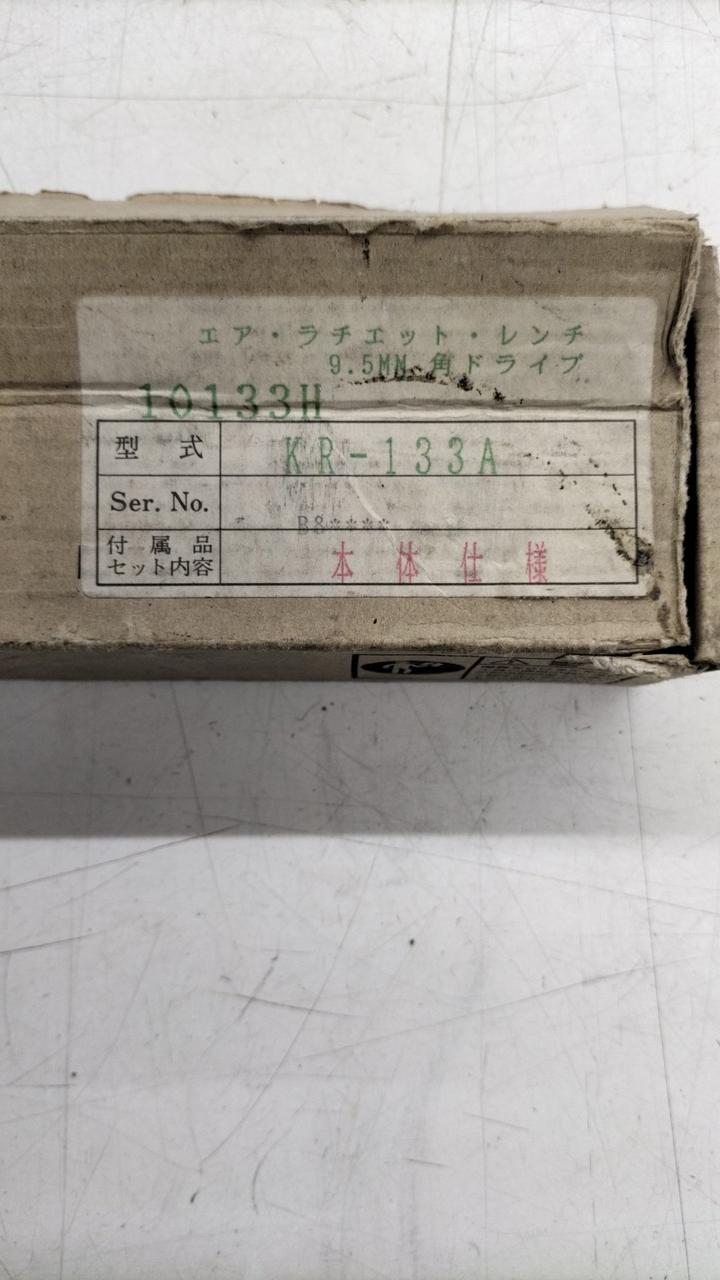 エア・ラチエット・レンチ
9.5MM 角ドライブ
10133H
型 式 KR-133A
Ser. No. B8****
付 属 品
セット内容 本体仕様